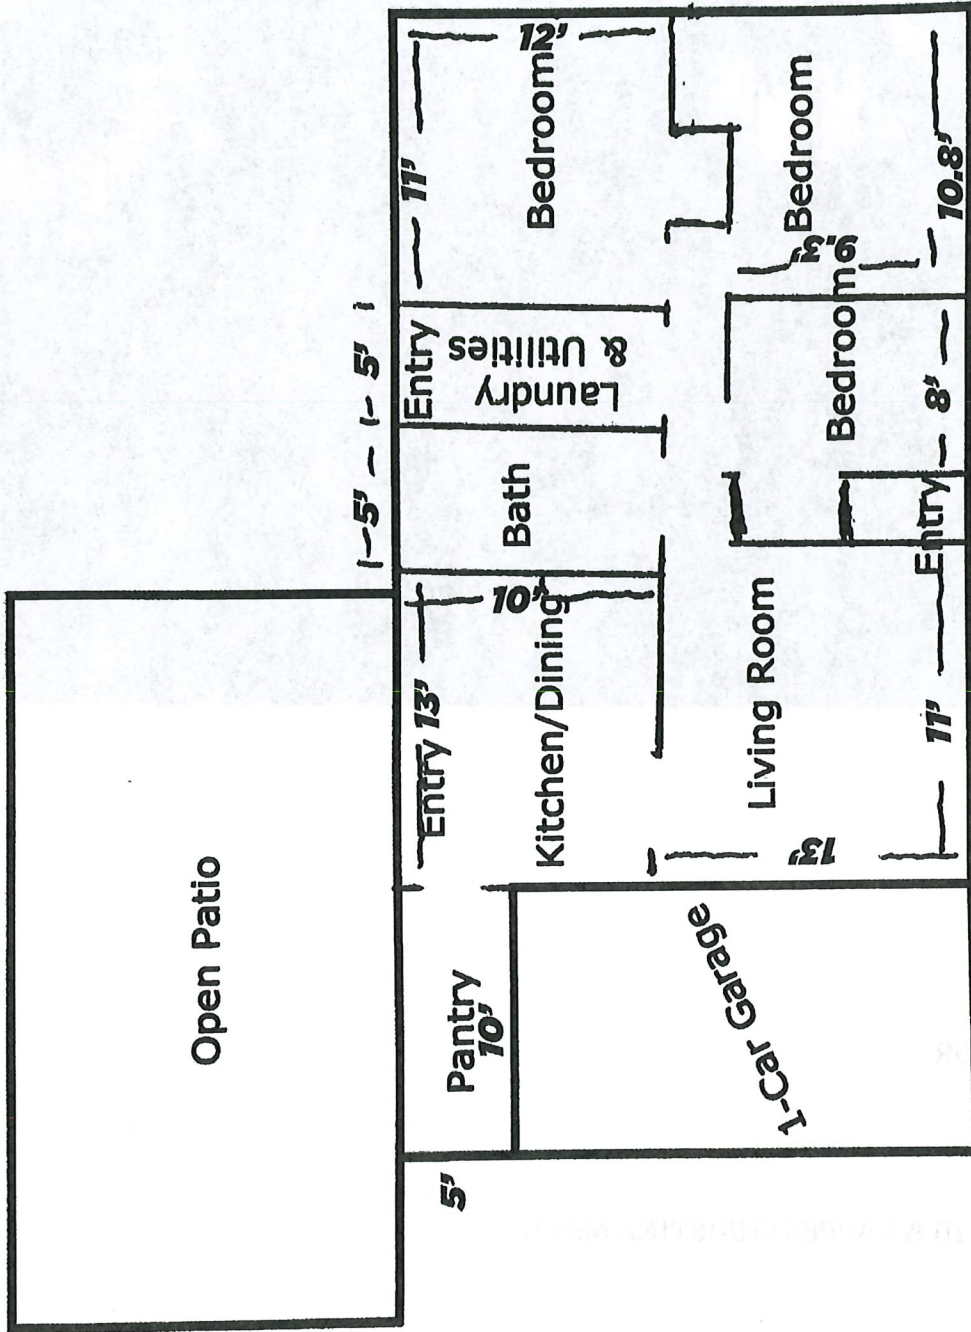 Open Patio
Pantry
10'
5'
1-Car Garage
Entry 13'
Kitchen/Dining
10'
Living Room
13'
11'
Entry
5'
Bath
5'
Entry
Laundry
& Utilities
Bedroom
8'
9.3'
11'
12'
Bedroom
Bedroom
10.8'